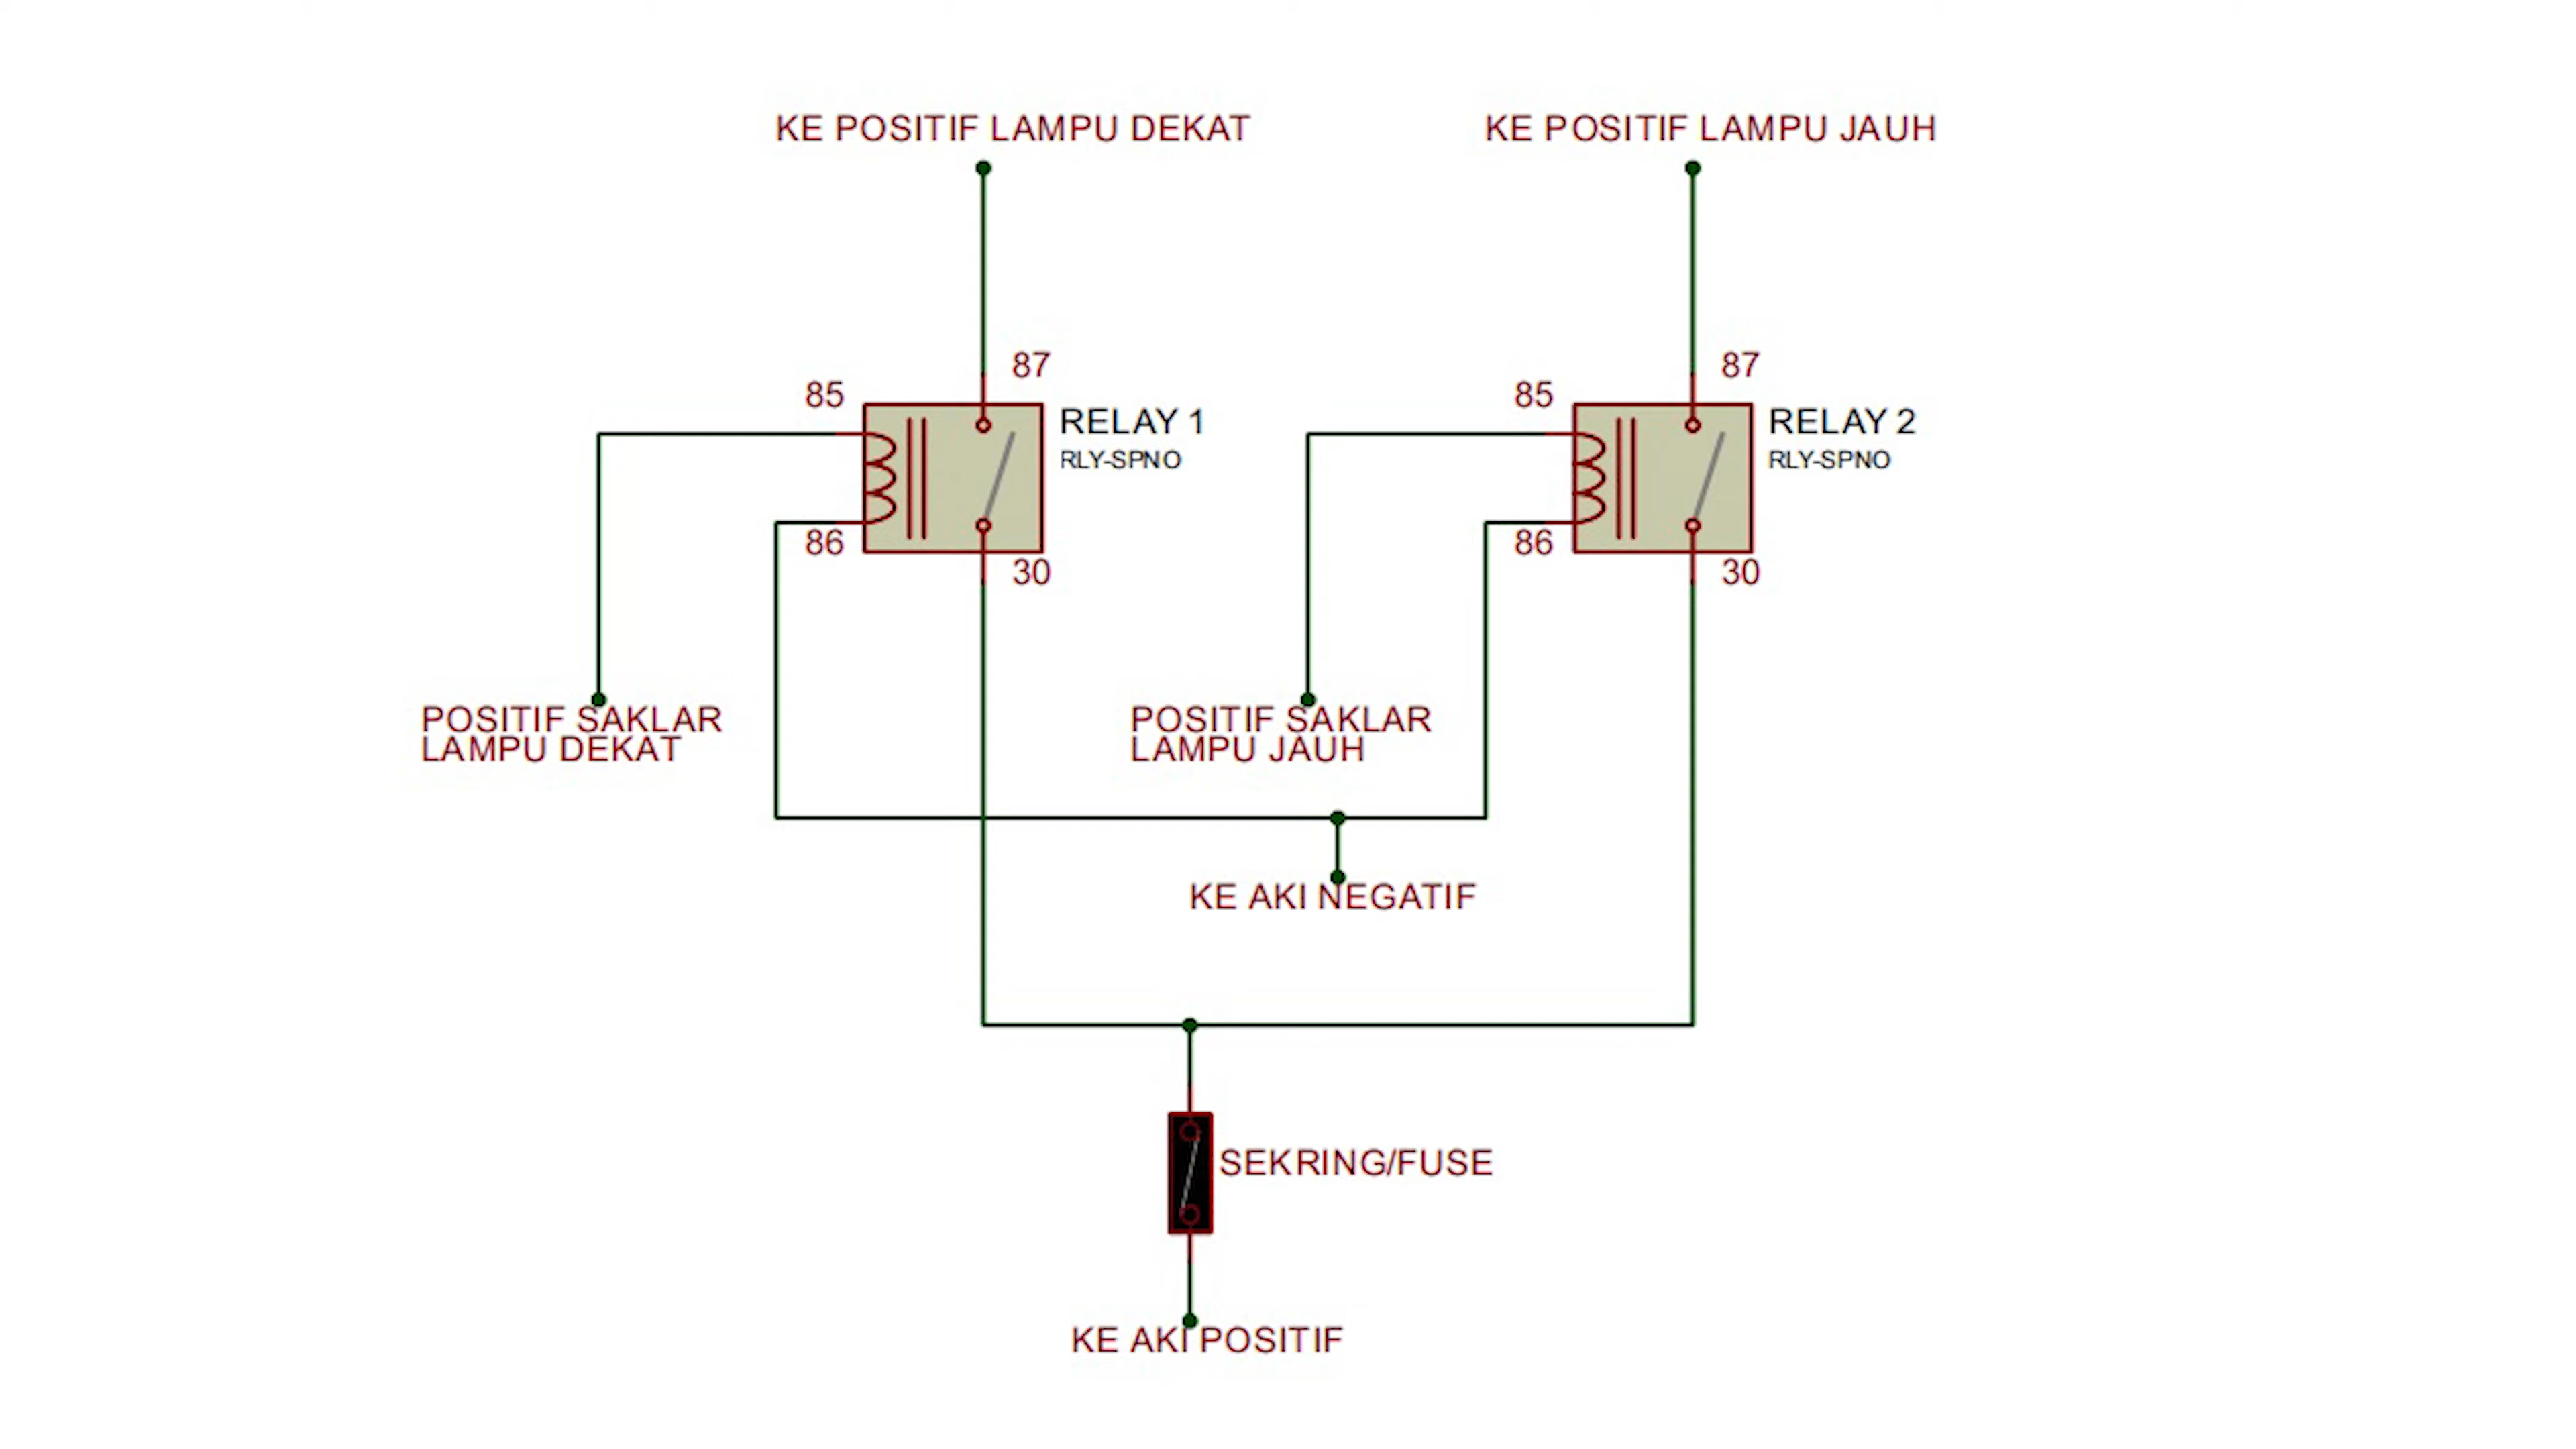 KE POSITIF LAMPU DEKAT
KE POSITIF LAMPU JAUH
87
85
RELAY 1
RLY-SPNO
86
30
87
85
RELAY 2
RLY-SPNO
86
30
POSITIF SAKLAR
LAMPU DEKAT
POSITIF SAKLAR
LAMPU JAUH
KE AKI NEGATIF
SEKRING/FUSE
KE AKI POSITIF